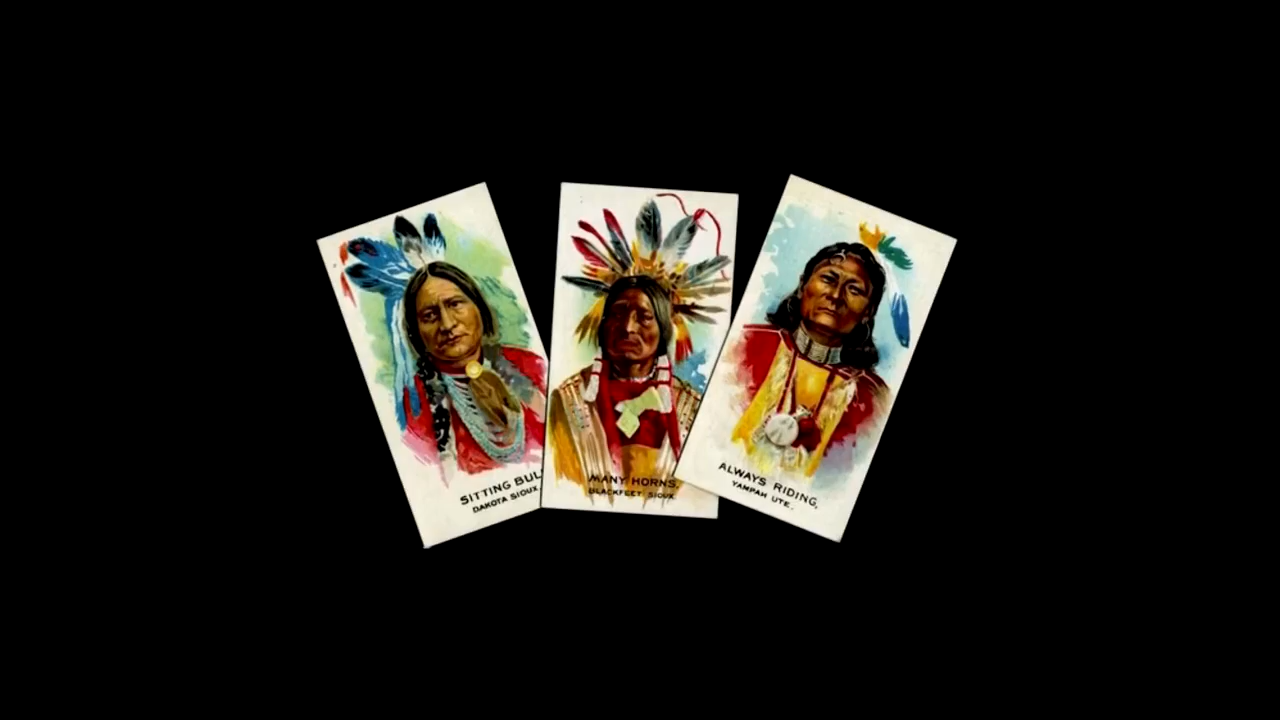 SITTING BUL
DAKOTA SIOUX.
MANY HORNS,
BLACKFEET SIOUX.
ALWAYS RIDING,
YAMPAH UTE.